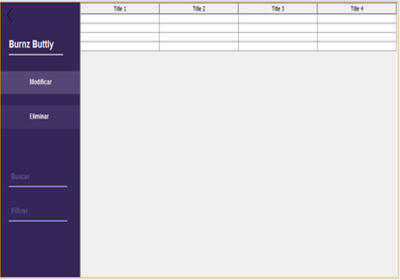 Title 1 Title 2 Title 3 Title 4
Burnz Buttly
Modificar
Eliminar
Buscar
Filtrar